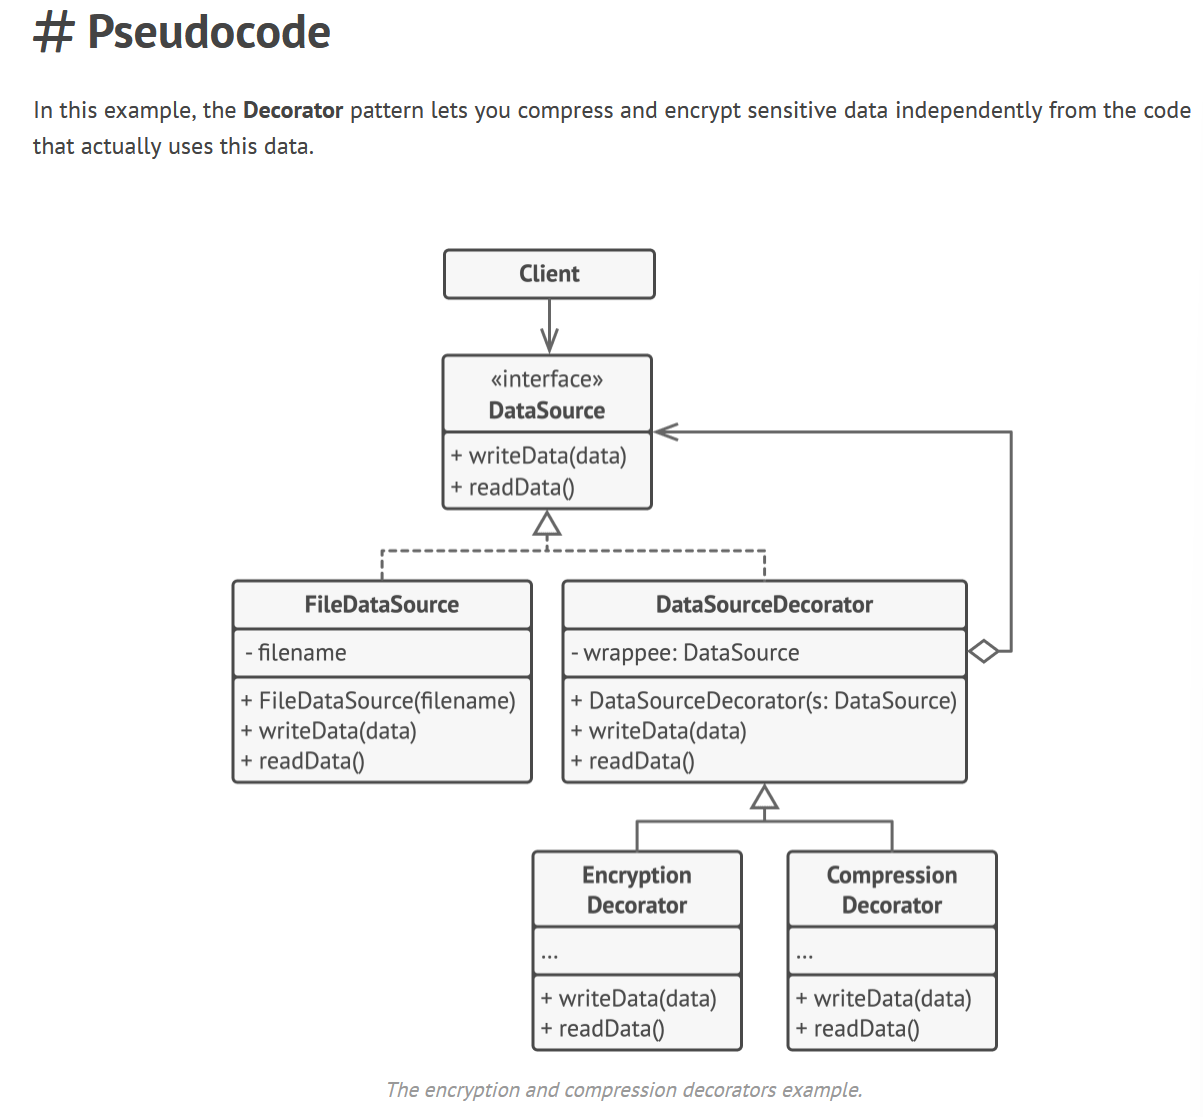 # Pseudocode
In this example, the Decorator pattern lets you compress and encrypt sensitive data independently from the code
that actually uses this data.
Client
«interface»
DataSource
+ writeData(data)
+ readData()
FileDataSource
- filename
+ FileDataSource(filename)
+ writeData(data)
+ readData()
DataSourceDecorator
- wrappee: DataSource
+ DataSourceDecorator(s: DataSource)
+ writeData(data)
+ readData()
Encryption
Decorator
...
+ writeData(data)
+ readData()
Compression
Decorator
...
+ writeData(data)
+ readData()
The encryption and compression decorators example.